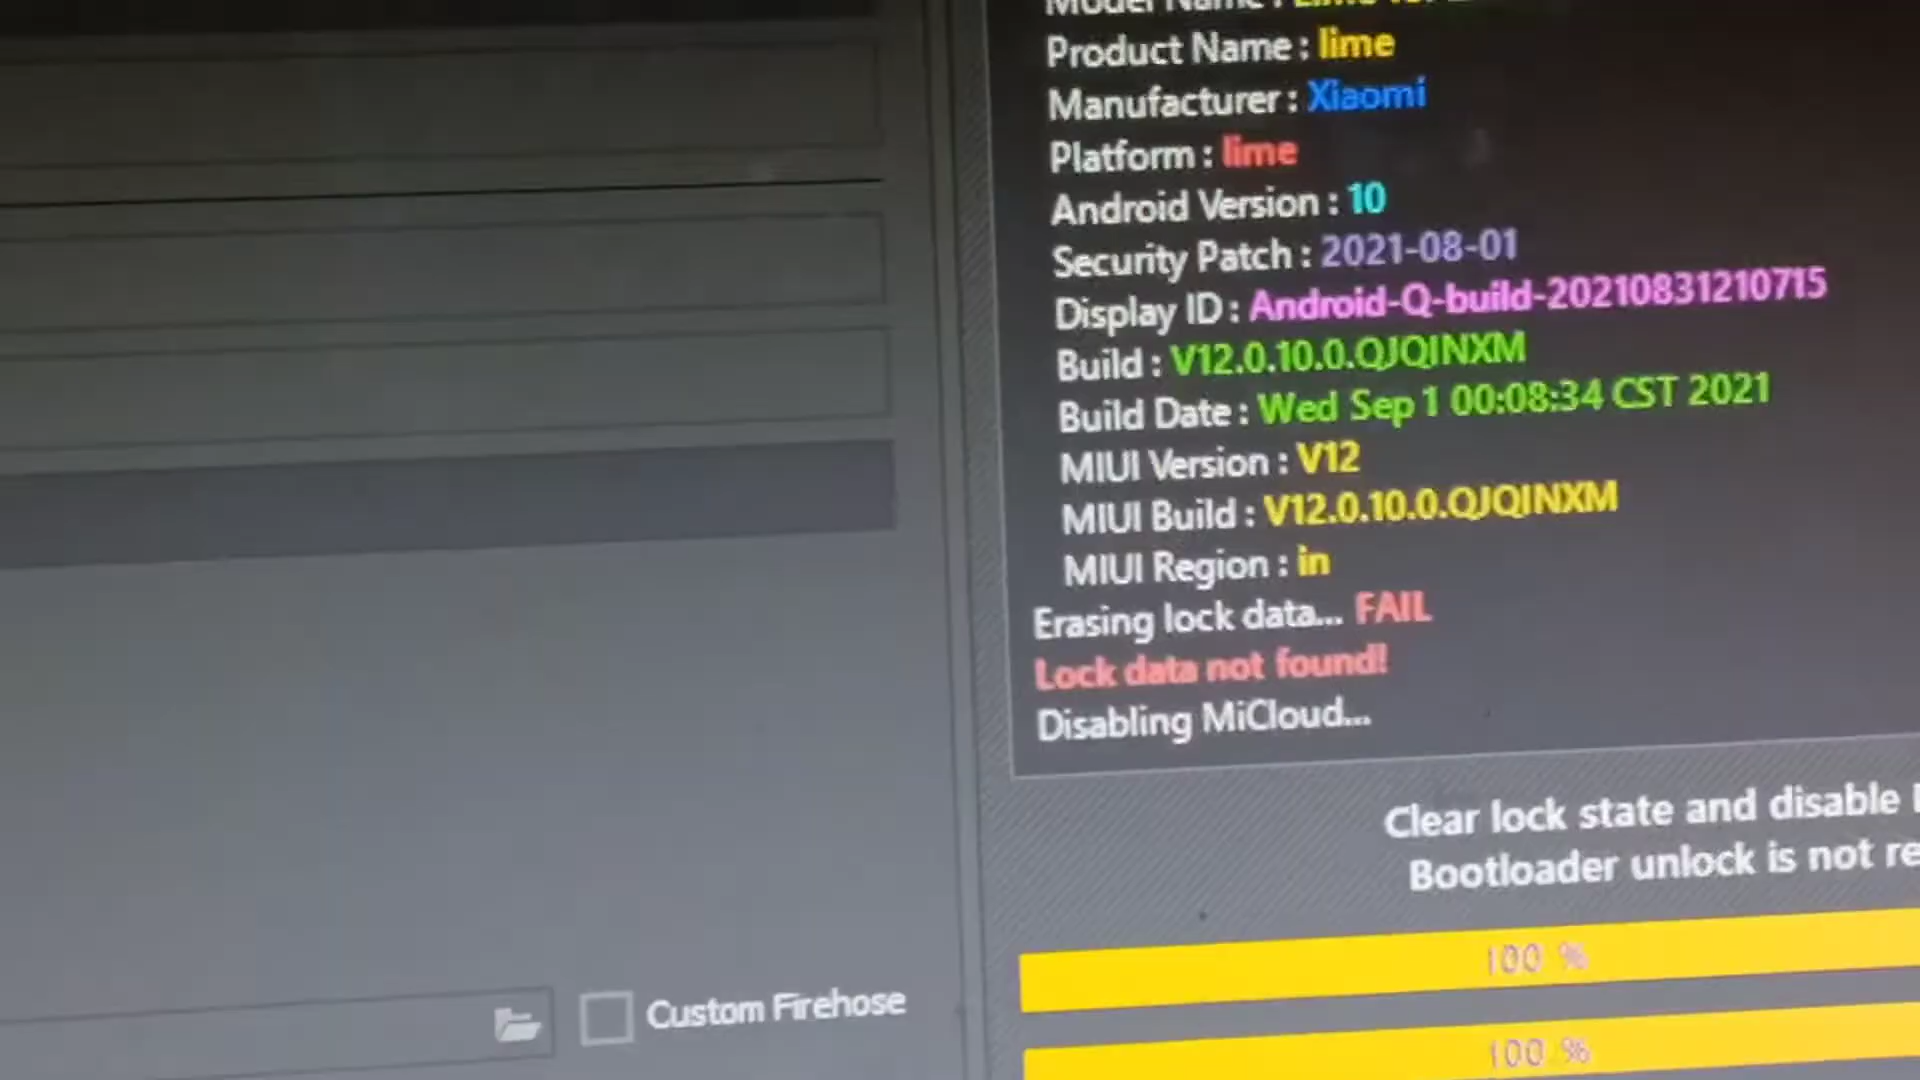 Model Name : Lime
Product Name : lime
Manufacturer : Xiaomi
Platform : lime
Android Version : 10
Security Patch : 2021-08-01
Display ID : Android-Q-build-20210831210715
Build : V12.0.10.0.QJQINXM
Build Date : Wed Sep 1 00:08:34 CST 2021
MIUI Version : V12
MIUI Build : V12.0.10.0.QJQINXM
MIUI Region : in
Erasing lock data... FAIL
Lock data not found!
Disabling MiCloud...
Clear lock state and disable
Bootloader unlock is not
100 %
100 %
Custom Firehose